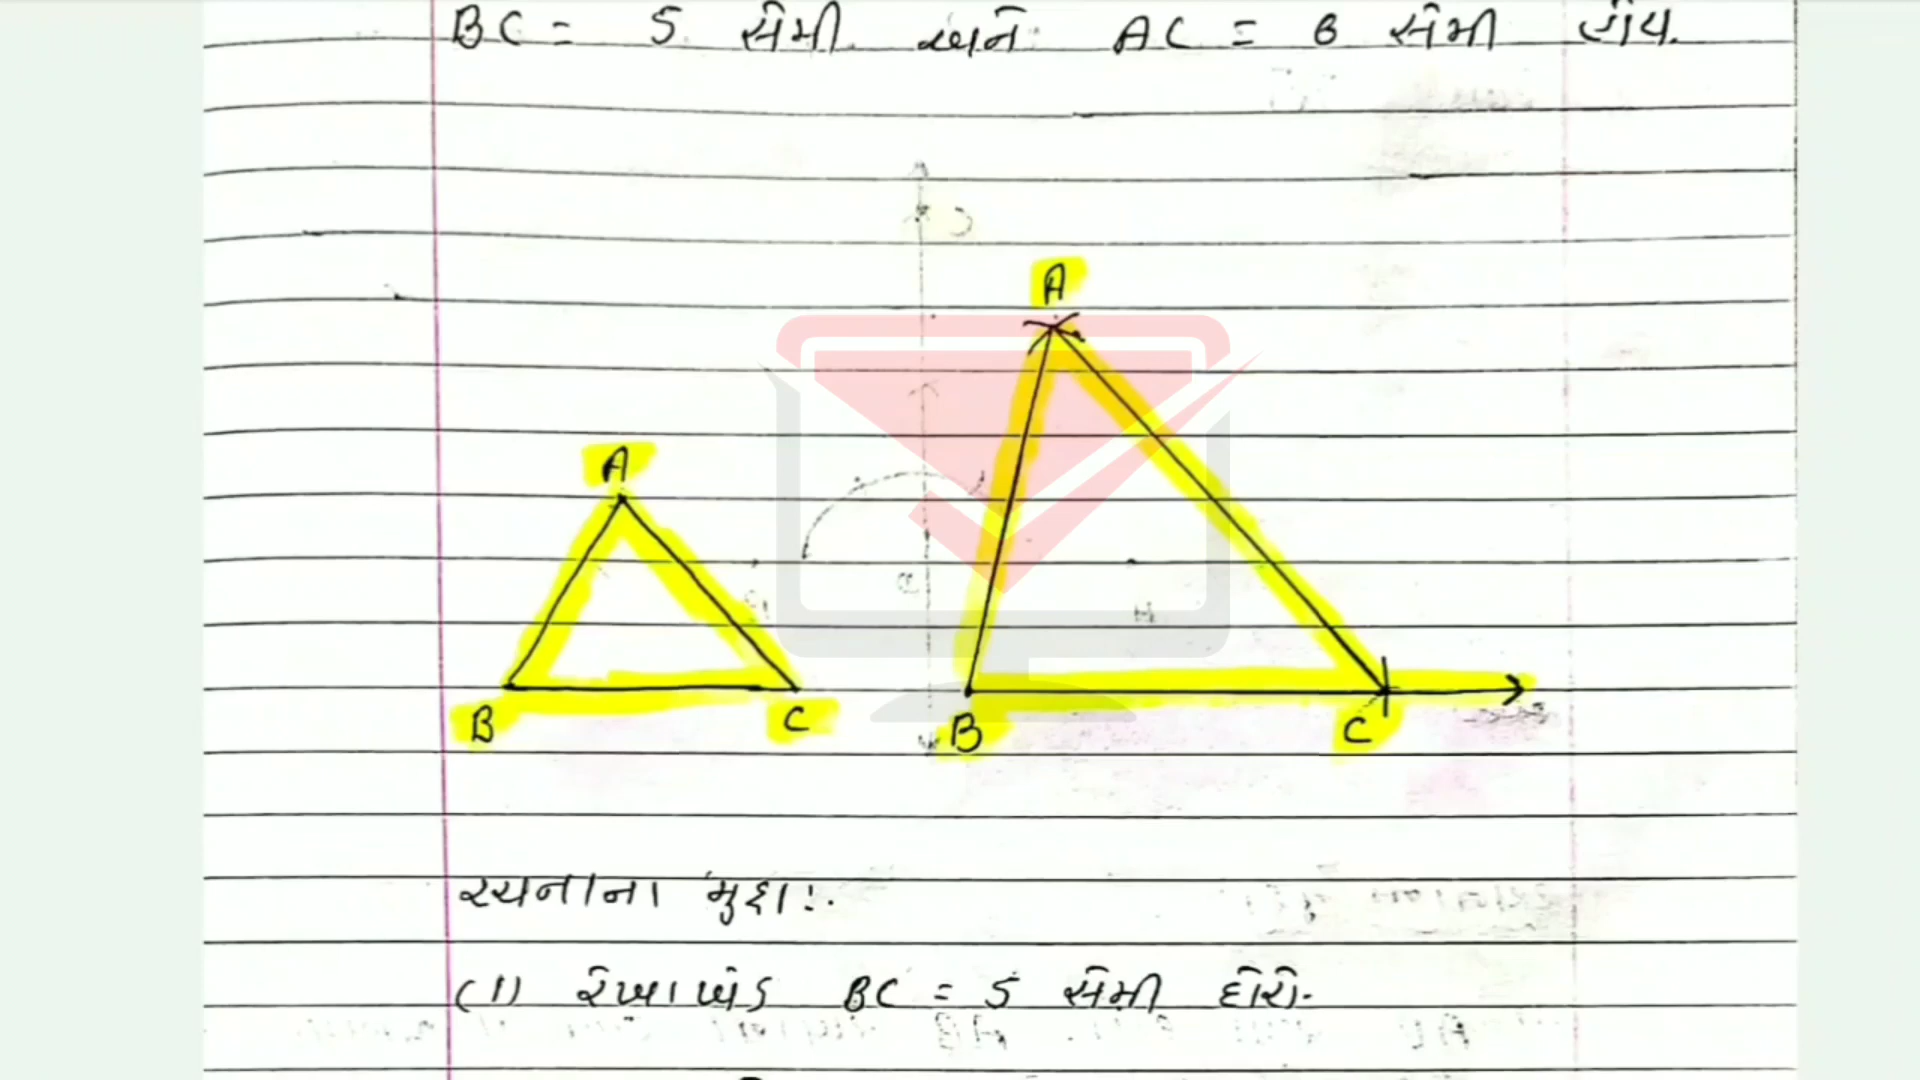 BC = 5 સેમી અને AC = 6 સેમી હોય.
A
A
B
C
B
C
રચનાના મુદ્દા :.
(1) રેખાખંડ BC = 5 સેમી દોરો.